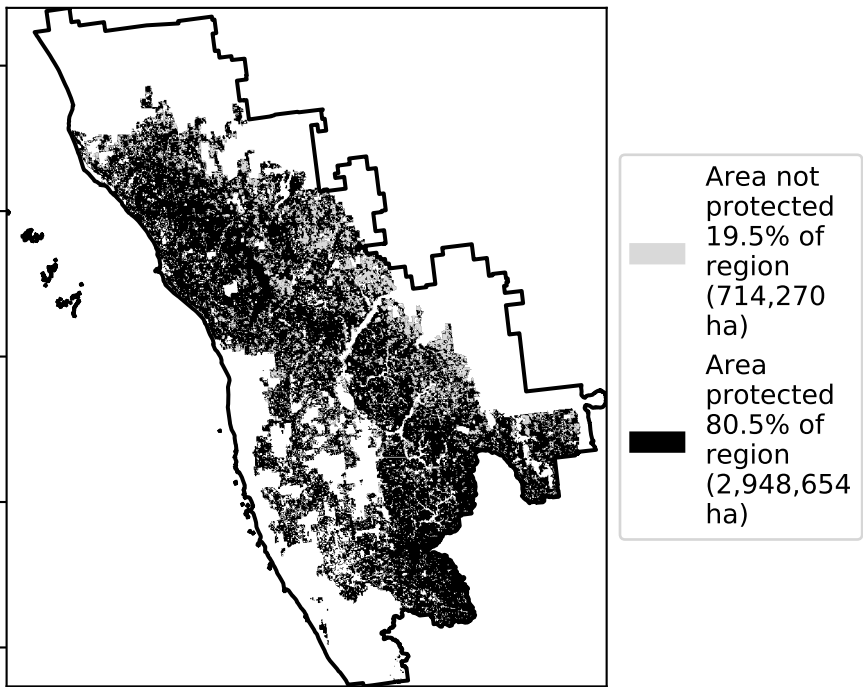 Area not
protected
19.5% of
region
(714,270
ha)
Area
protected
80.5% of
region
(2,948,654
ha)